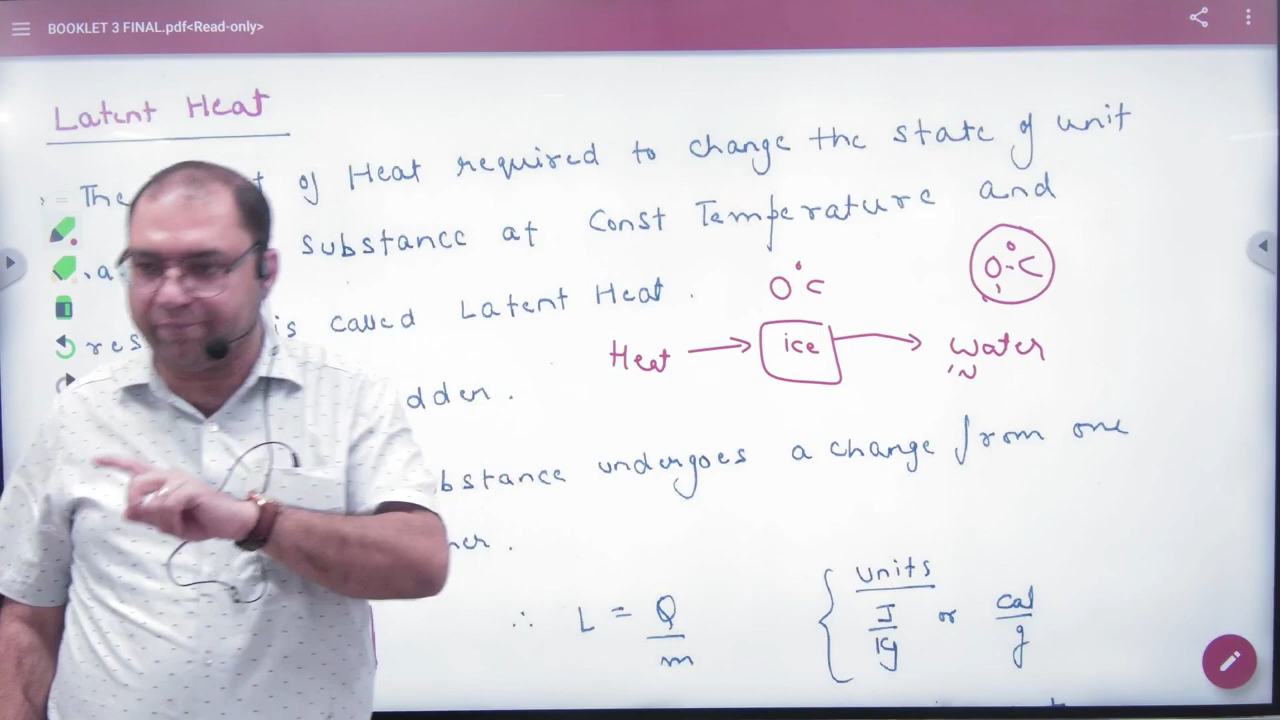 BOOKLET 3 FINAL.pdf<Read-only>
Latent Heat
The of Heat required to change the state of unit
substance at Const Temperature and
is called Latent Heat.
0°C
0°C
Heat → ice → water
dden.
bstance undergoes a change from one
her.
∴ L = Q/m
units
J/Kg or cal/g